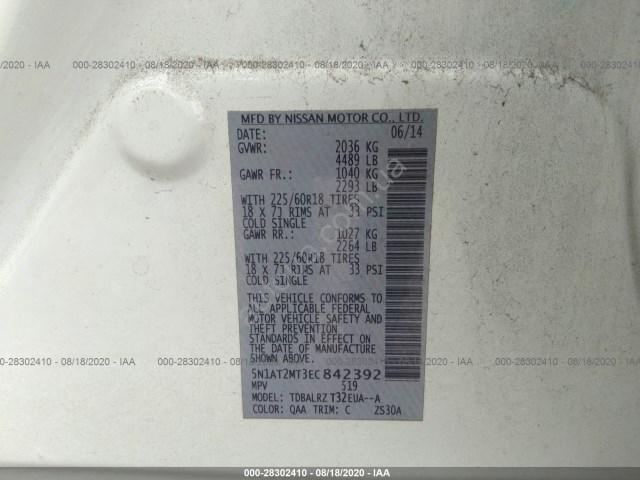 000-28302410 - 08/18/2020 - IAA 000-28302410 - 08/18/2020 - IAA 000-28302410 - 08/18/2020 - IAA
MFD BY NISSAN MOTOR CO., LTD.
DATE: 06/14
GVWR: 2036 KG
4489 LB
GAWR FR.: 1040 KG
2293 LB
WITH 225/60R18 TIRES
18 X 7J RIMS AT 33 PSI
COLD SINGLE
GAWR RR.: 1027 KG
2264 LB
WITH 225/60R18 TIRES
18 X 7J RIMS AT 33 PSI
COLD SINGLE
THIS VEHICLE CONFORMS TO
ALL APPLICABLE FEDERAL
MOTOR VEHICLE SAFETY AND
THEFT PREVENTION
STANDARDS IN EFFECT ON
THE DATE OF MANUFACTURE
SHOWN ABOVE.
5N1AT2MT3EC842392
MPV 519
MODEL: TDBALRZ T32EUA--A
COLOR: QAA TRIM: C ZS30A
000-28302410 - 08/18/2020 - IAA 000-28302410 - 08/18/2020 - IAA 000-28302410 - 08/18/2020 - IAA
000-28302410 - 08/18/2020 - IAA